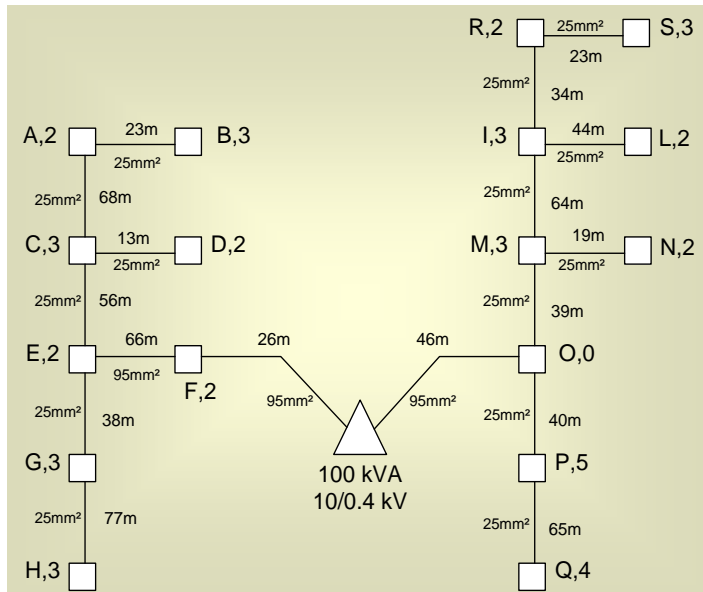 R,2
25mm²
S,3
23m
25mm²
34m
A,2
23m
B,3
25mm²
I,3
44m
L,2
25mm²
25mm²
68m
25mm²
64m
C,3
13m
D,2
25mm²
M,3
19m
N,2
25mm²
25mm²
56m
25mm²
39m
E,2
66m
26m
46m
O,0
95mm²
F,2
95mm²
95mm²
25mm²
38m
25mm²
40m
G,3
100 kVA
10/0.4 kV
P,5
25mm²
77m
25mm²
65m
H,3
Q,4